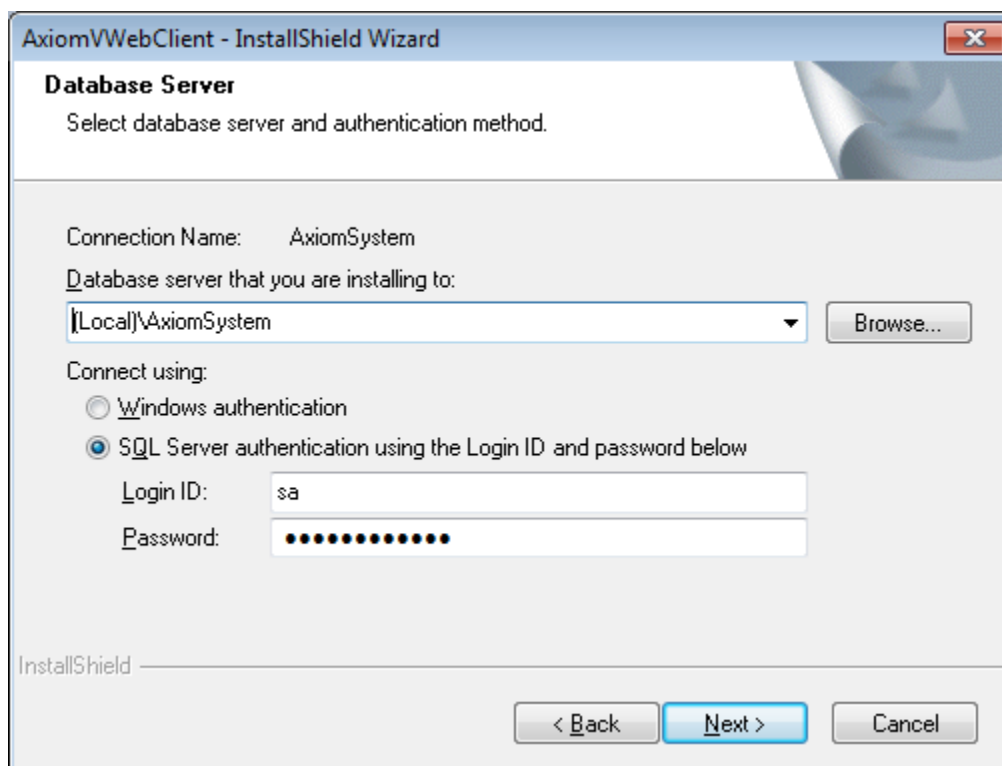 AxiomVWebClient - InstallShield Wizard
Database Server
Select database server and authentication method.
Connection Name: AxiomSystem
Database server that you are installing to:
(Local)\AxiomSystem
Browse...
Connect using:
Windows authentication
SQL Server authentication using the Login ID and password below
Login ID: sa
Password: ●●●●●●●●●●●●
InstallShield
< Back Next > Cancel